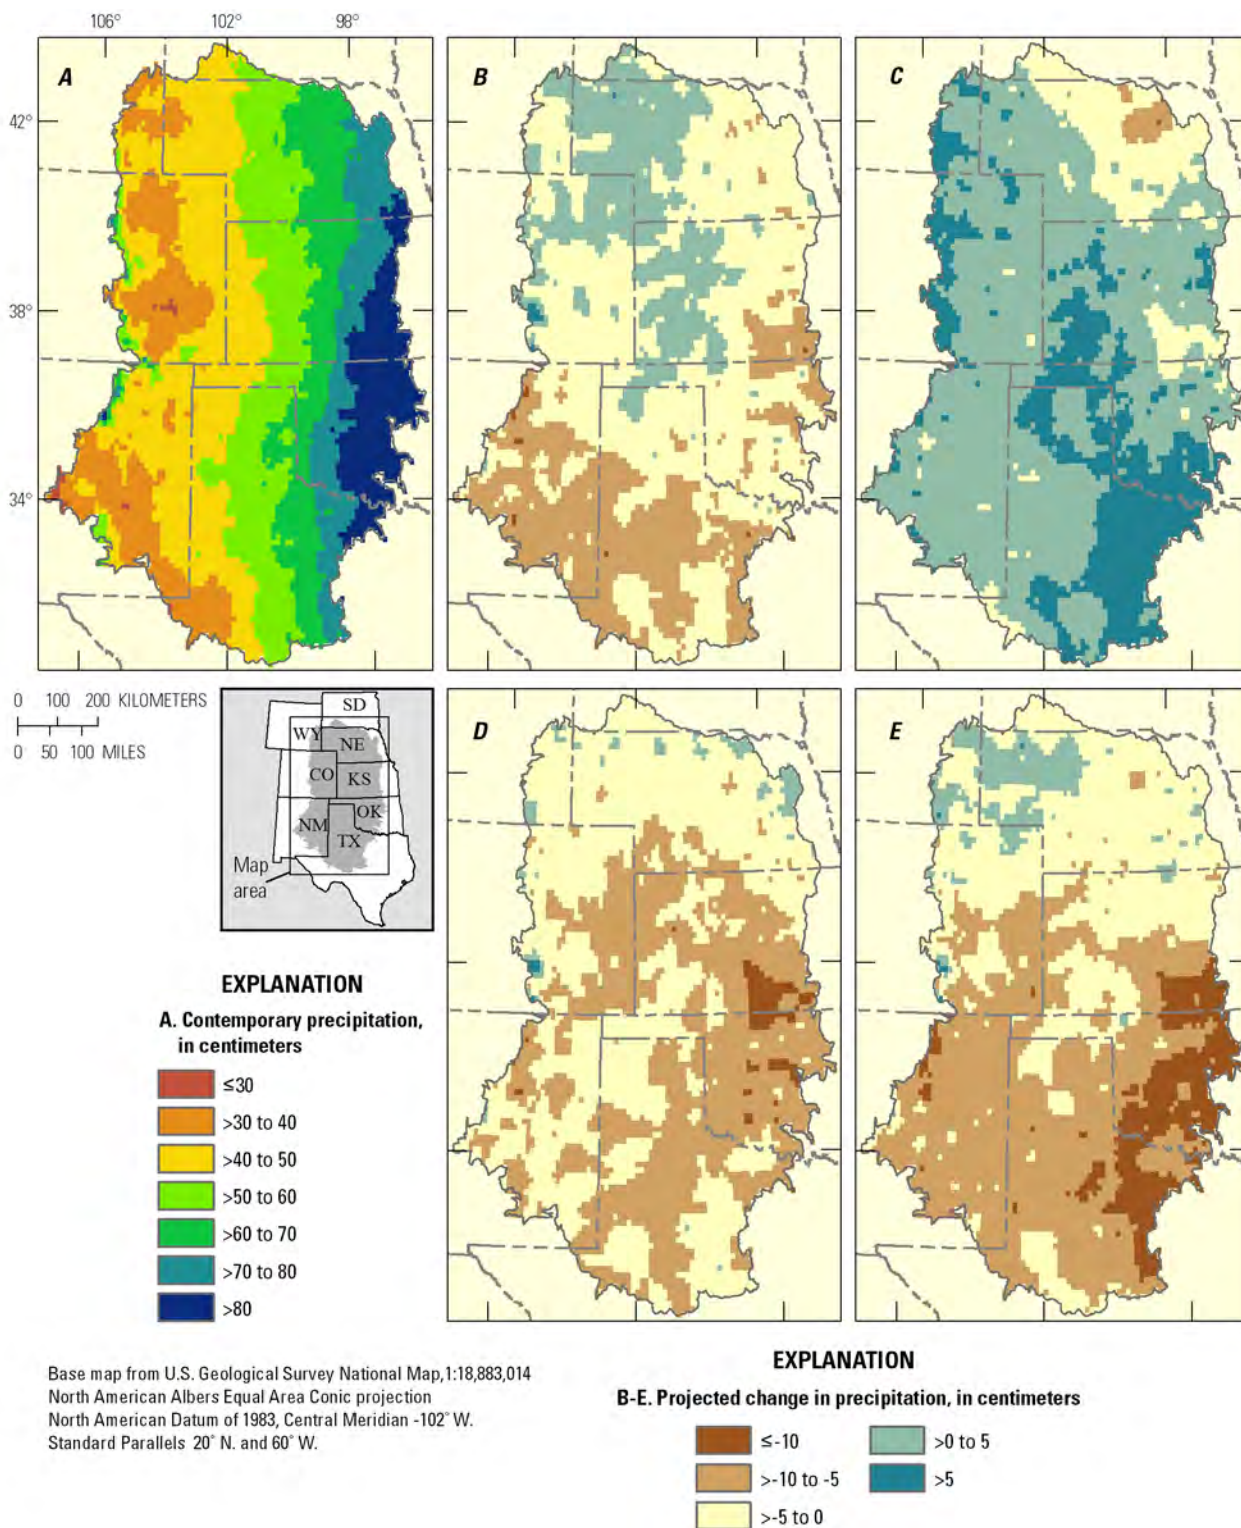 106° 102° 98°
A
B
C
42°
38°
34°
0 100 200 KILOMETERS
0 50 100 MILES
SD
WY
NE
CO
KS
OK
NM
TX
Map
area
D
E
EXPLANATION
A. Contemporary precipitation,
in centimeters
≤30
>30 to 40
>40 to 50
>50 to 60
>60 to 70
>70 to 80
>80
Base map from U.S. Geological Survey National Map,1:18,883,014
North American Albers Equal Area Conic projection
North American Datum of 1983, Central Meridian -102° W.
Standard Parallels 20° N. and 60° W.
EXPLANATION
B-E. Projected change in precipitation, in centimeters
≤-10
>-10 to -5
>-5 to 0
>0 to 5
>5